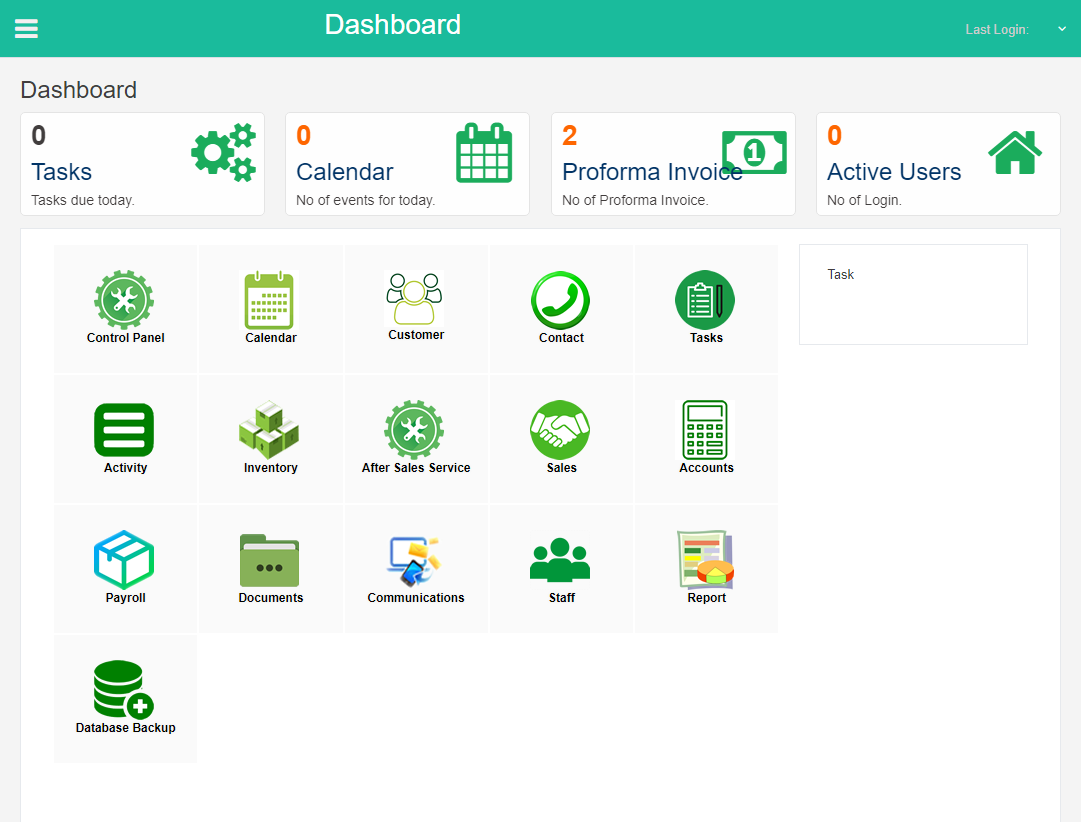 Dashboard
Last Login:
Dashboard
0
Tasks
Tasks due today.
0
Calendar
No of events for today.
2
Proforma Invoice
No of Proforma Invoice.
1
0
Active Users
No of Login.
Control Panel
Calendar
Customer
Contact
Tasks
Task
Activity
Inventory
After Sales Service
Sales
Accounts
Payroll
Documents
Communications
Staff
Report
Database Backup